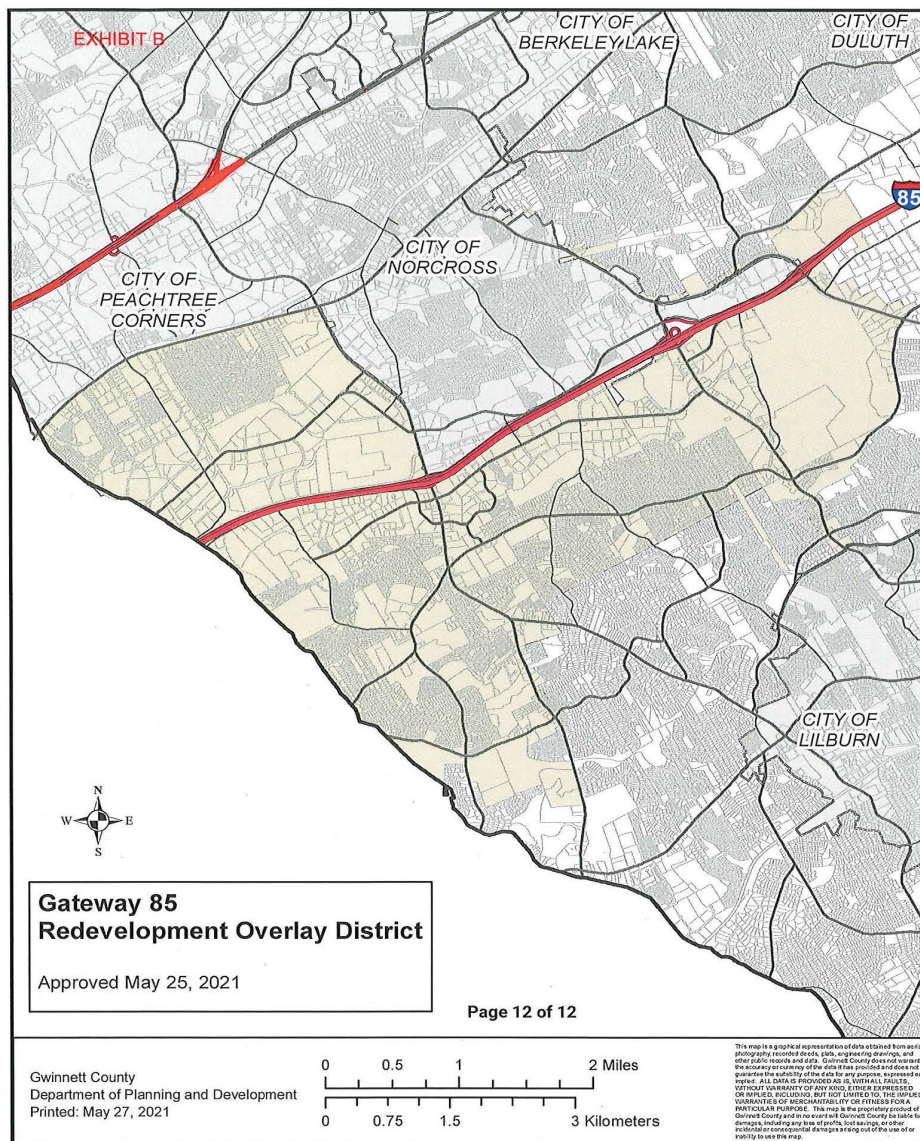 EXHIBIT B
CITY OF
BERKELEY LAKE
CITY OF
DULUTH
85
CITY OF
NORCROSS
CITY OF
PEACHTREE
CORNERS
CITY OF
LILBURN
N
W E
S
Gateway 85
Redevelopment Overlay District
Approved May 25, 2021
Page 12 of 12
Gwinnett County
Department of Planning and Development
Printed: May 27, 2021
0 0.5 1 2 Miles
0 0.75 1.5 3 Kilometers
This map is a graphical representation of data obtained from aerial
photography, recorded deeds, plats, engineering drawings, and
other public records and data. Gwinnett County does not warrant
the accuracy or currency of the data it has provided and does not
guarantee the suitability of the data for any purpose, expressed or
implied. ALL DATA IS PROVIDED AS IS, WITH ALL FAULTS,
WITHOUT WARRANTY OF ANY KIND, EITHER EXPRESSED
OR IMPLIED, INCLUDING, BUT NOT LIMITED TO, THE IMPLIED
WARRANTIES OF MERCHANTABILITY OR FITNESS FOR A
PARTICULAR PURPOSE. This map is the proprietary product of
Gwinnett County and in no event will Gwinnett County be liable for
damages, including any loss of profits, lost savings, or other
incidental or consequential damages arising out of the use of or
inability to use this map.